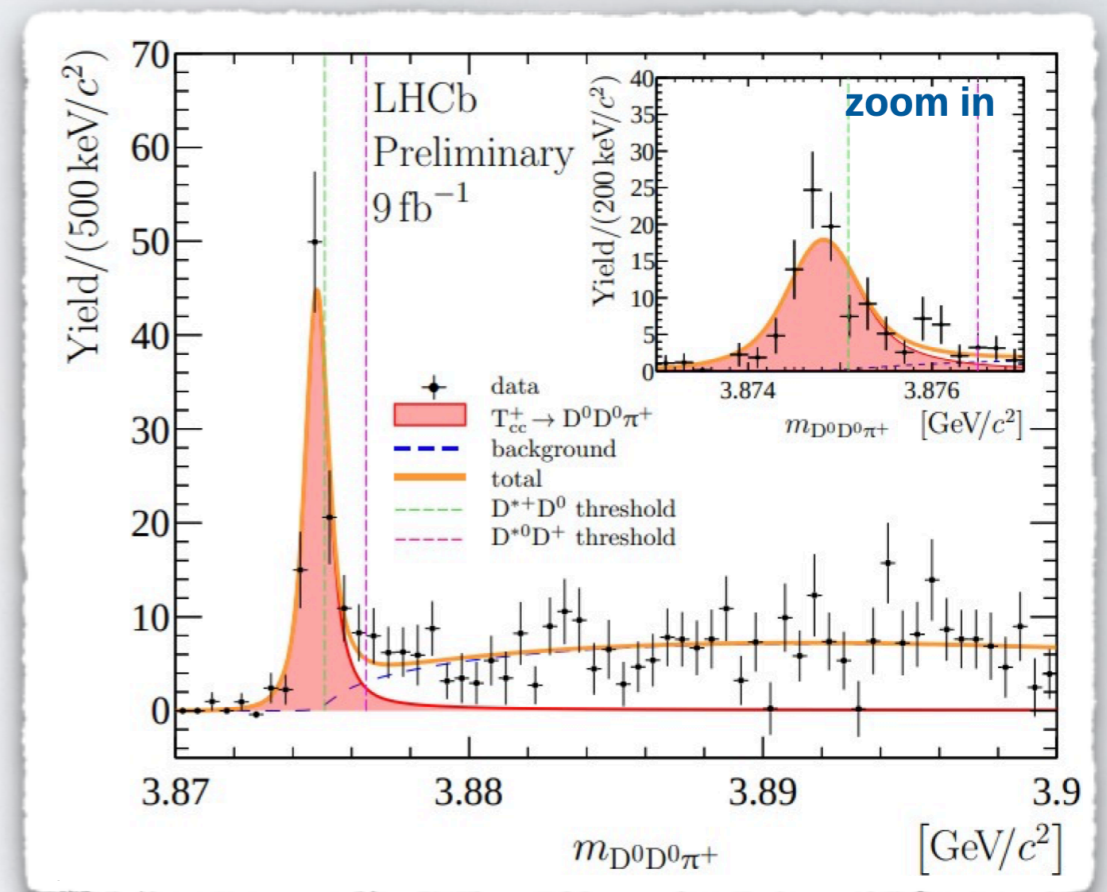 Yield/(500 keV/c²)
70
60
50
40
30
20
10
0
LHCb
Preliminary
9 fb⁻¹
data
T⁺cc → D⁰D⁰π⁺
background
total
D*⁺D⁰ threshold
D*⁰D⁺ threshold
3.87
3.88
3.89
3.9
m D⁰D⁰π⁺
[GeV/c²]
zoom in
Yield/(200 keV/c²)
40
35
30
25
20
15
10
5
0
3.874
3.876
m D⁰D⁰π⁺
[GeV/c²]